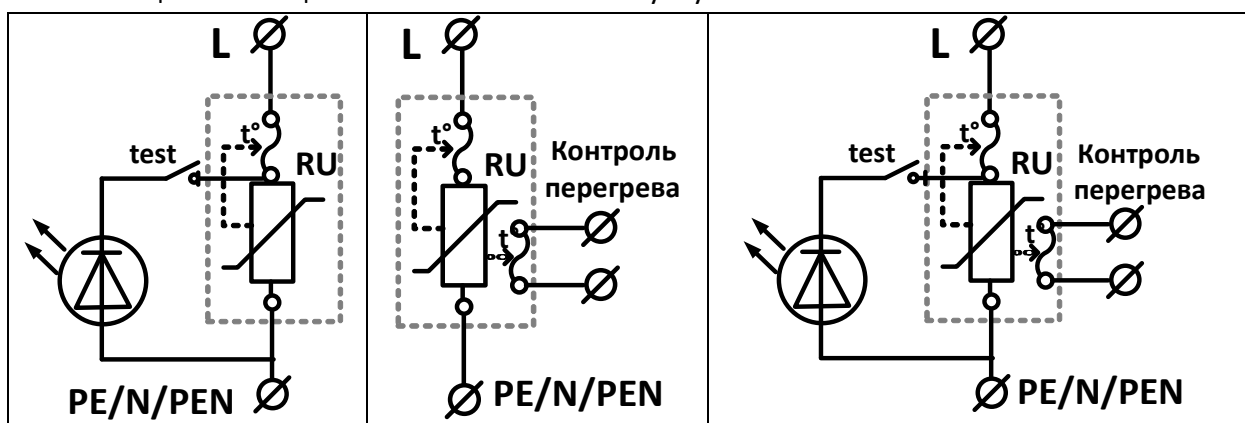 L
t°
test
RU
PE/N/PEN
L
t°
RU
Контроль
перегрева
t°
PE/N/PEN
L
t°
test
RU
Контроль
перегрева
t°
PE/N/PEN